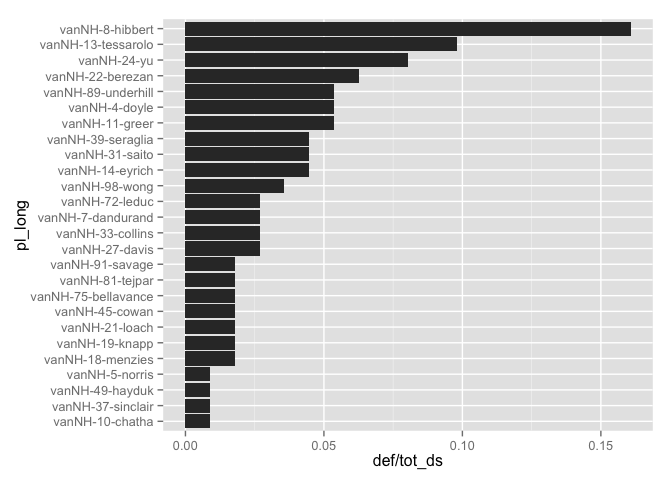 vanNH-8-hibbert
vanNH-13-tessarolo
vanNH-24-yu
vanNH-22-berezan
vanNH-89-underhill
vanNH-4-doyle
vanNH-11-greer
vanNH-39-seraglia
vanNH-31-saito
vanNH-14-eyrich
vanNH-98-wong
vanNH-72-leduc
vanNH-7-dandurand
vanNH-33-collins
vanNH-27-davis
vanNH-91-savage
vanNH-81-tejpar
vanNH-75-bellavance
vanNH-45-cowan
vanNH-21-loach
vanNH-19-knapp
vanNH-18-menzies
vanNH-5-norris
vanNH-49-hayduk
vanNH-37-sinclair
vanNH-10-chatha
pl_long
0.00 0.05 0.10 0.15
def/tot_ds